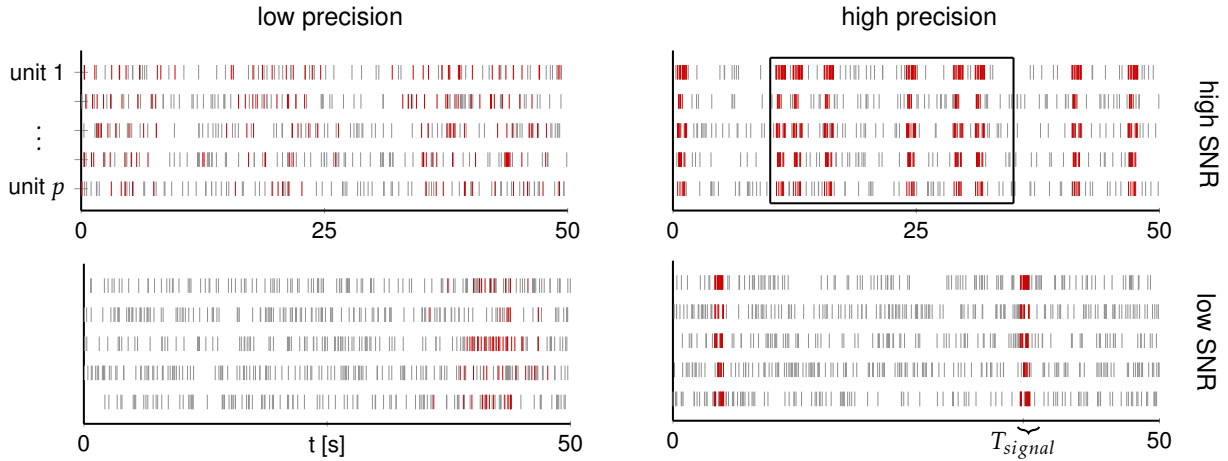 low precision
high precision
unit 1
⋮
unit p
0 25 50
0 25 50
high SNR
0 50
t [s]
0 50
T_signal
low SNR